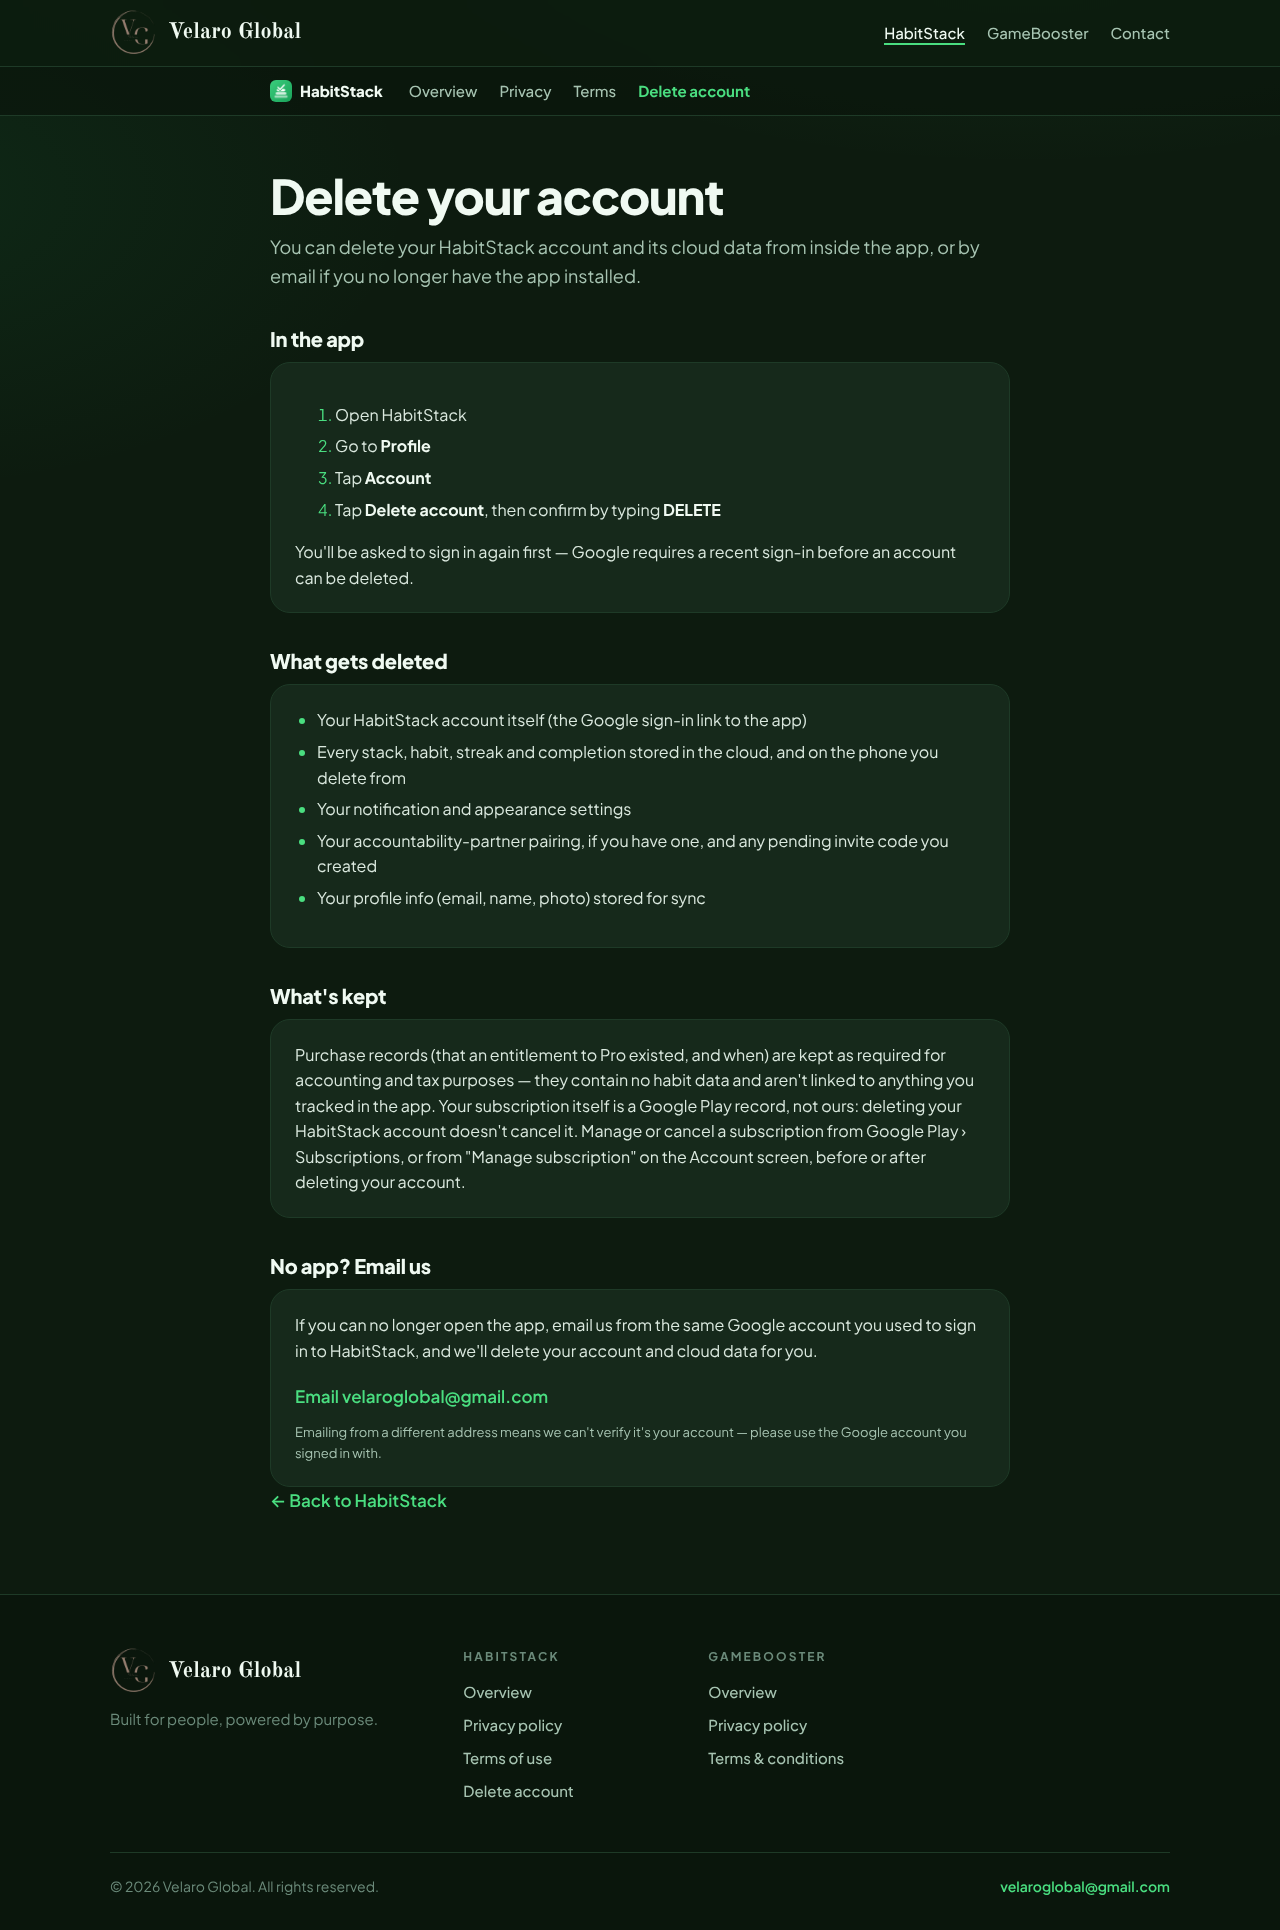 VG Velaro Global
HabitStack GameBooster Contact
HabitStack Overview Privacy Terms Delete account
Delete your account
You can delete your HabitStack account and its cloud data from inside the app, or by
email if you no longer have the app installed.
In the app
1. Open HabitStack
2. Go to Profile
3. Tap Account
4. Tap Delete account, then confirm by typing DELETE
You'll be asked to sign in again first — Google requires a recent sign-in before an account
can be deleted.
What gets deleted
• Your HabitStack account itself (the Google sign-in link to the app)
• Every stack, habit, streak and completion stored in the cloud, and on the phone you
delete from
• Your notification and appearance settings
• Your accountability-partner pairing, if you have one, and any pending invite code you
created
• Your profile info (email, name, photo) stored for sync
What's kept
Purchase records (that an entitlement to Pro existed, and when) are kept as required for
accounting and tax purposes — they contain no habit data and aren't linked to anything you
tracked in the app. Your subscription itself is a Google Play record, not ours: deleting your
HabitStack account doesn't cancel it. Manage or cancel a subscription from Google Play ›
Subscriptions, or from "Manage subscription" on the Account screen, before or after
deleting your account.
No app? Email us
If you can no longer open the app, email us from the same Google account you used to sign
in to HabitStack, and we'll delete your account and cloud data for you.
Email velaroglobal@gmail.com
Emailing from a different address means we can't verify it's your account — please use the Google account you
signed in with.
← Back to HabitStack
VG Velaro Global
Built for people, powered by purpose.
HABITSTACK
Overview
Privacy policy
Terms of use
Delete account
GAMEBOOSTER
Overview
Privacy policy
Terms & conditions
© 2026 Velaro Global. All rights reserved.
velaroglobal@gmail.com